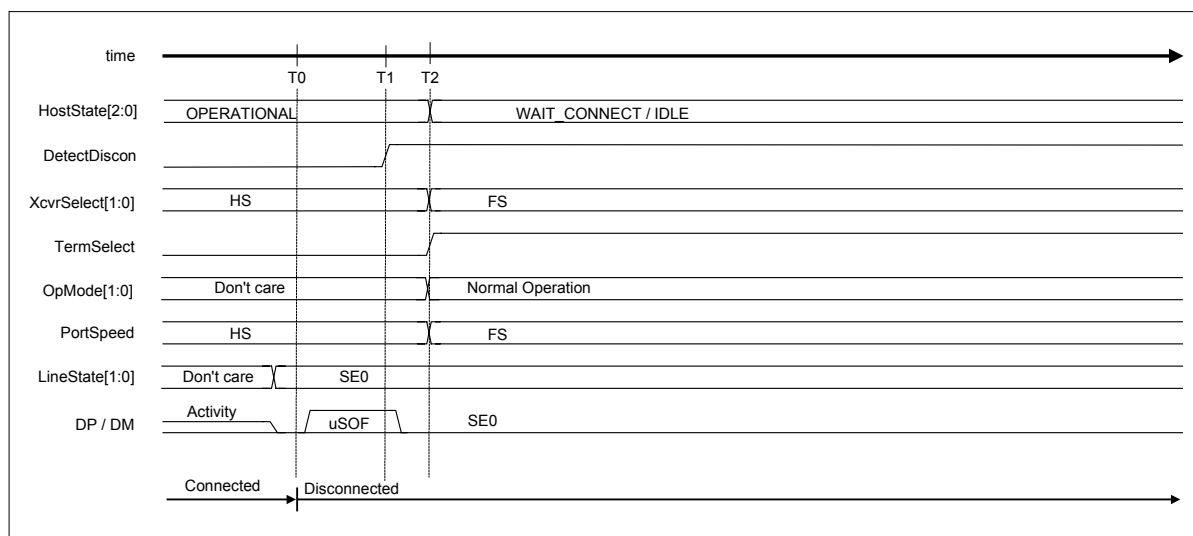 time
T0 T1 T2
HostState[2:0] OPERATIONAL WAIT_CONNECT / IDLE
DetectDiscon
XcvrSelect[1:0] HS FS
TermSelect
OpMode[1:0] Don't care Normal Operation
PortSpeed HS FS
LineState[1:0] Don't care SE0
DP / DM Activity uSOF SE0
Connected Disconnected